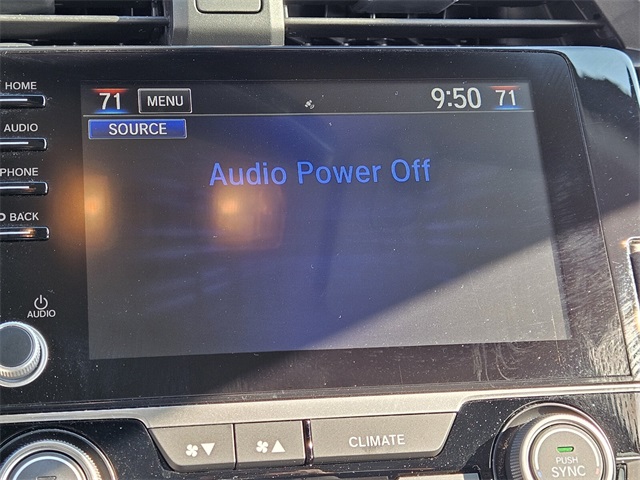 HOME
71 MENU 9:50 71
AUDIO
SOURCE
PHONE
Audio Power Off
BACK
AUDIO
CLIMATE
PUSH
SYNC